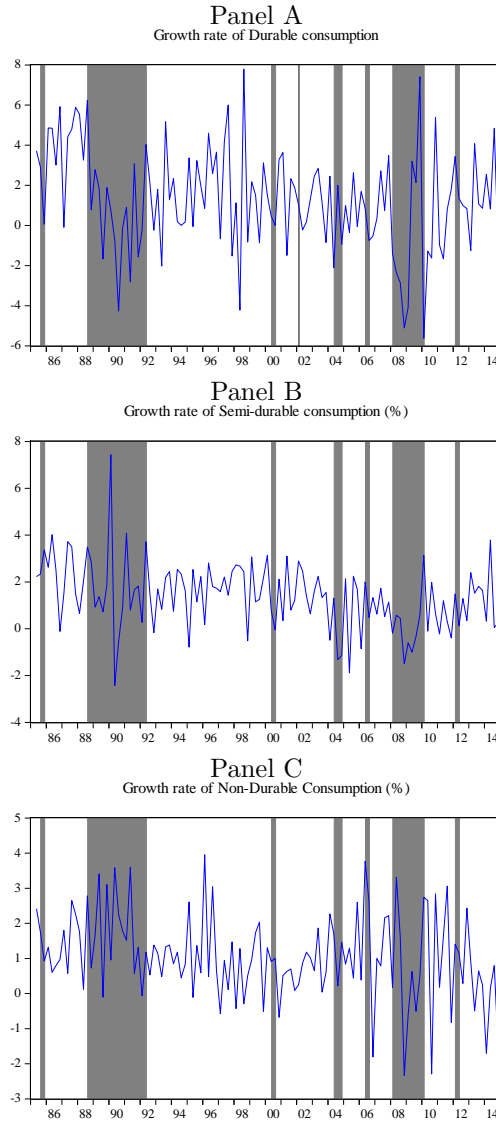 Panel A
Growth rate of Durable consumption
8
6
4
2
0
-2
-4
-6
86 88 90 92 94 96 98 00 02 04 06 08 10 12 14
Panel B
Growth rate of Semi-durable consumption (%)
8
6
4
2
0
-2
-4
86 88 90 92 94 96 98 00 02 04 06 08 10 12 14
Panel C
Growth rate of Non-Durable Consumption (%)
5
4
3
2
1
0
-1
-2
-3
86 88 90 92 94 96 98 00 02 04 06 08 10 12 14